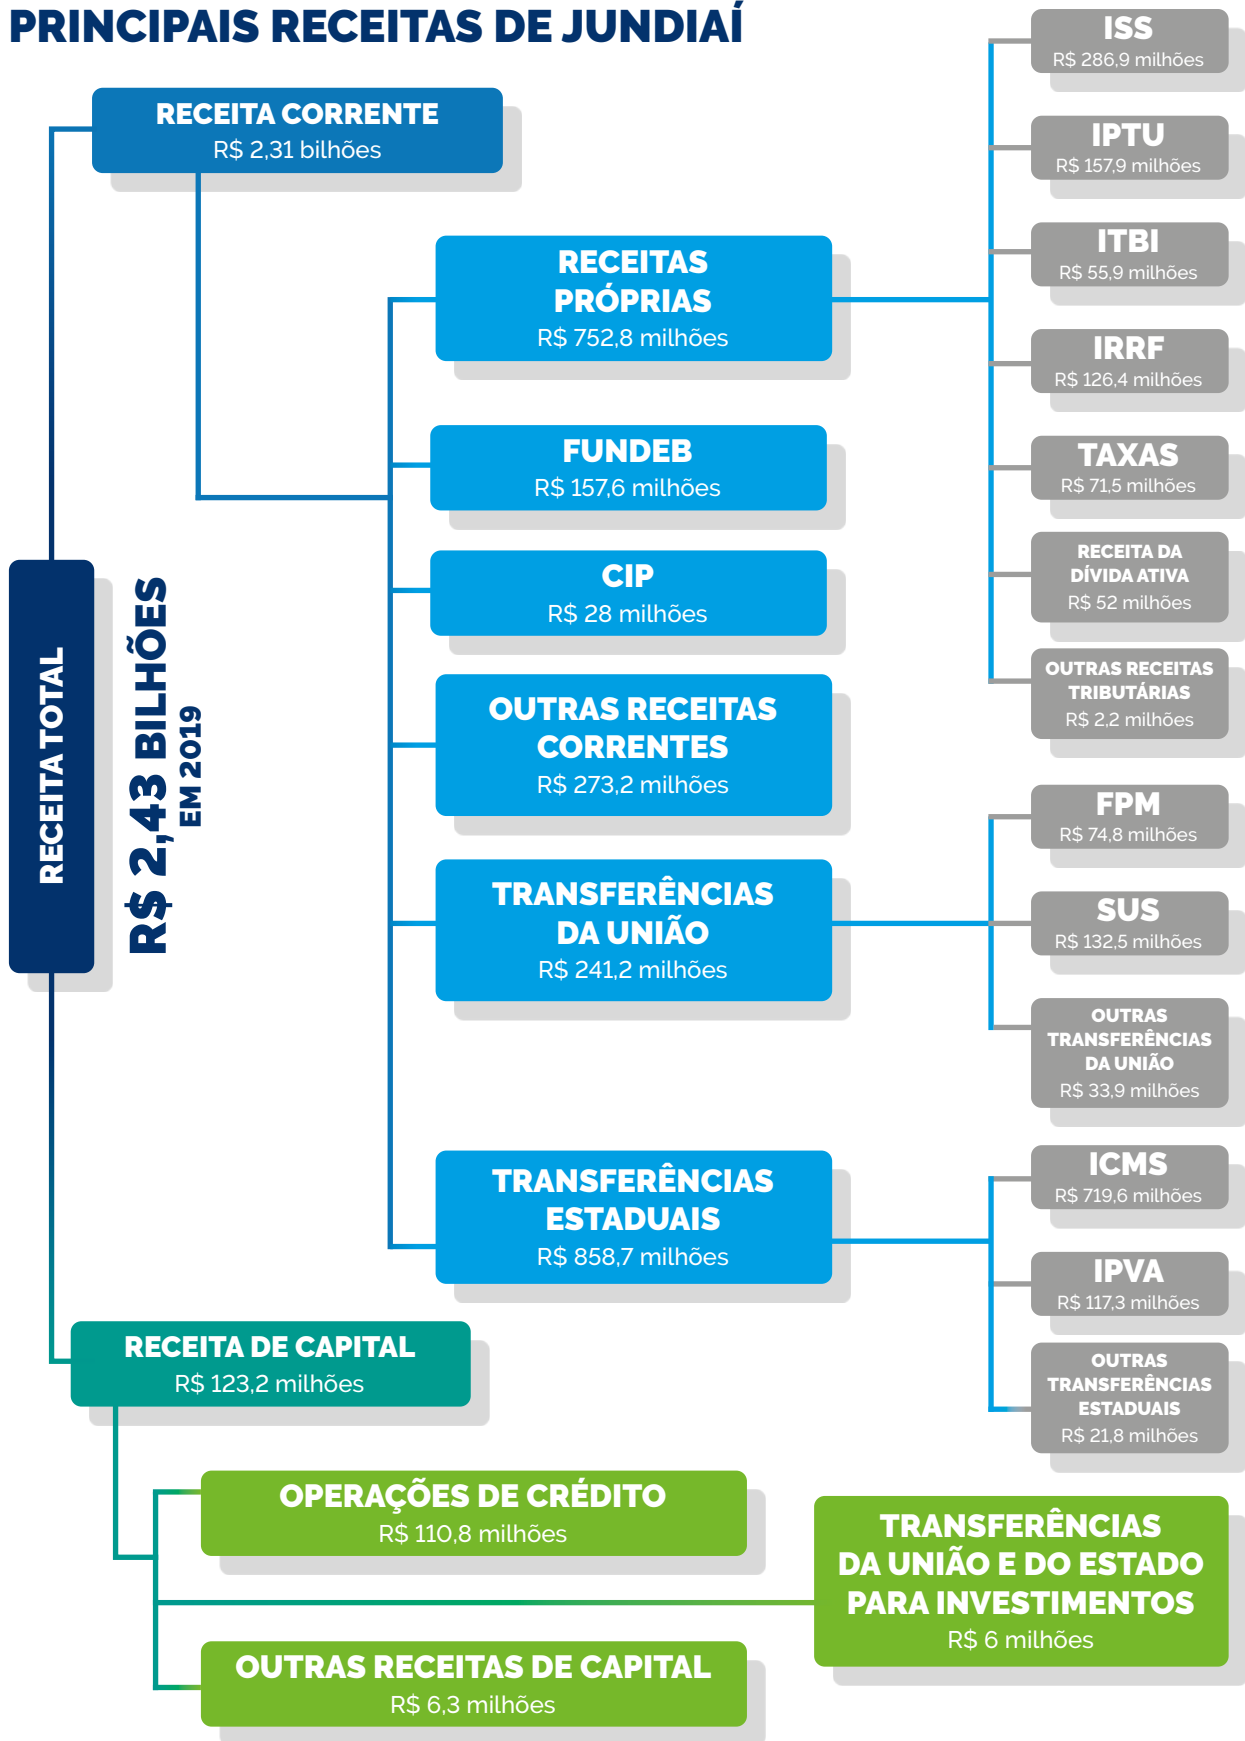 PRINCIPAIS RECEITAS DE JUNDIAÍ
RECEITA TOTAL
R$ 2,43 BILHÕES
EM 2019
RECEITA CORRENTE
R$ 2,31 bilhões
RECEITAS
PRÓPRIAS
R$ 752,8 milhões
ISS
R$ 286,9 milhões
IPTU
R$ 157,9 milhões
ITBI
R$ 55,9 milhões
IRRF
R$ 126,4 milhões
TAXAS
R$ 71,5 milhões
RECEITA DA
DÍVIDA ATIVA
R$ 52 milhões
OUTRAS RECEITAS
TRIBUTÁRIAS
R$ 2,2 milhões
FUNDEB
R$ 157,6 milhões
CIP
R$ 28 milhões
OUTRAS RECEITAS
CORRENTES
R$ 273,2 milhões
TRANSFERÊNCIAS
DA UNIÃO
R$ 241,2 milhões
FPM
R$ 74,8 milhões
SUS
R$ 132,5 milhões
OUTRAS
TRANSFERÊNCIAS
DA UNIÃO
R$ 33,9 milhões
TRANSFERÊNCIAS
ESTADUAIS
R$ 858,7 milhões
ICMS
R$ 719,6 milhões
IPVA
R$ 117,3 milhões
OUTRAS
TRANSFERÊNCIAS
ESTADUAIS
R$ 21,8 milhões
RECEITA DE CAPITAL
R$ 123,2 milhões
OPERAÇÕES DE CRÉDITO
R$ 110,8 milhões
TRANSFERÊNCIAS
DA UNIÃO E DO ESTADO
PARA INVESTIMENTOS
R$ 6 milhões
OUTRAS RECEITAS DE CAPITAL
R$ 6,3 milhões